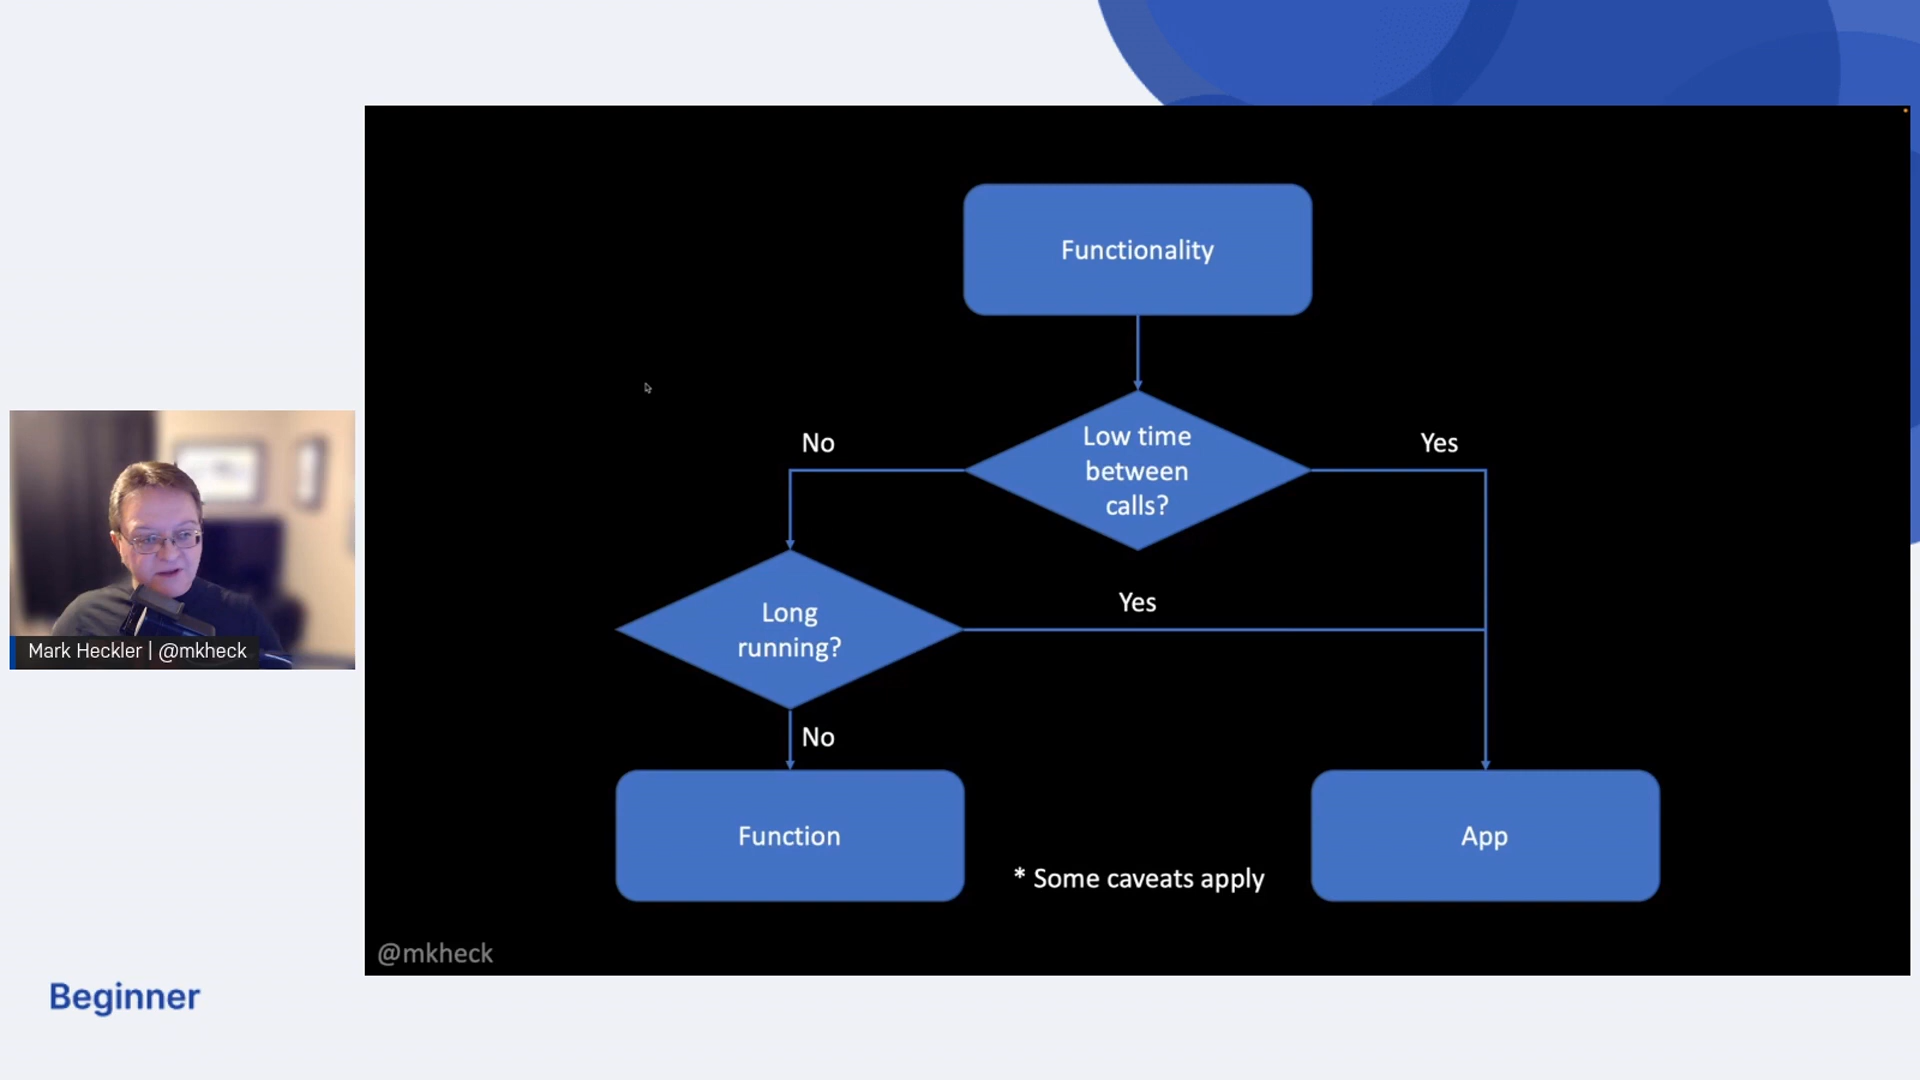 Functionality
Low time
between
calls?
No
Yes
Long
running?
Yes
No
Function
App
* Some caveats apply
@mkheck
Mark Heckler | @mkheck
Beginner